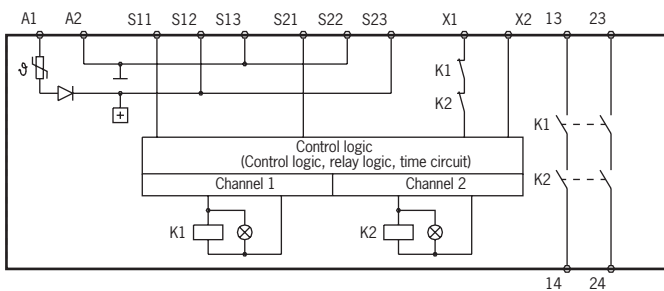 A1 A2 S11 S12 S13 S21 S22 S23 X1 X2 13 23
ϑ
K1
K2
+
K1
Control logic
(Control logic, relay logic, time circuit)
K2
Channel 1 Channel 2
K1 K2
14 24